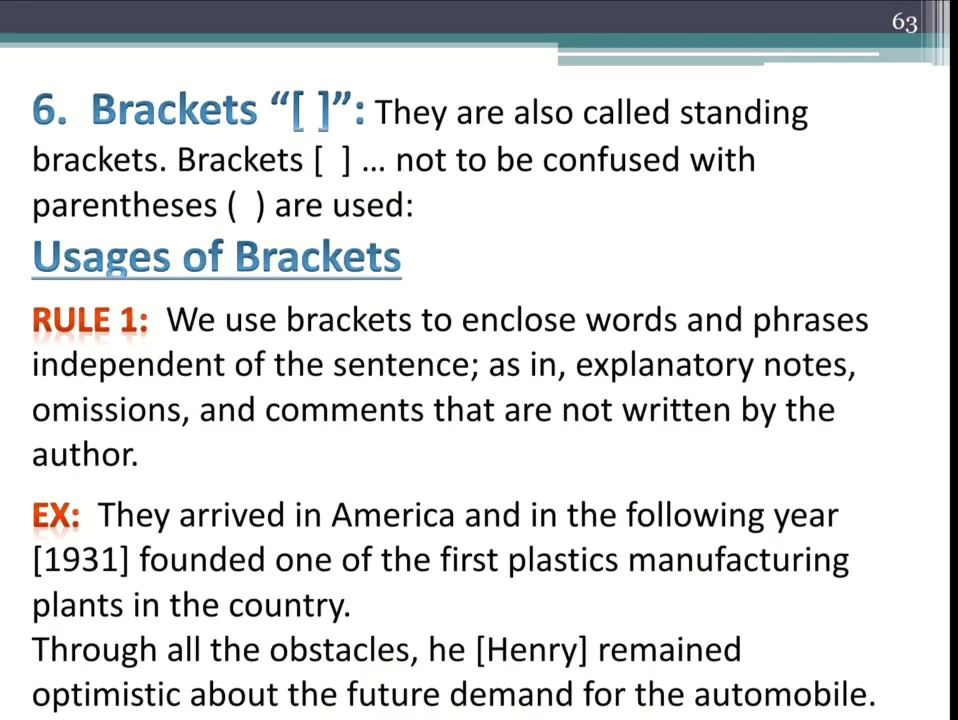 63
6. Brackets “[ ]”: They are also called standing
brackets. Brackets [ ] … not to be confused with
parentheses ( ) are used:
Usages of Brackets
RULE 1: We use brackets to enclose words and phrases
independent of the sentence; as in, explanatory notes,
omissions, and comments that are not written by the
author.
EX: They arrived in America and in the following year
[1931] founded one of the first plastics manufacturing
plants in the country.
Through all the obstacles, he [Henry] remained
optimistic about the future demand for the automobile.